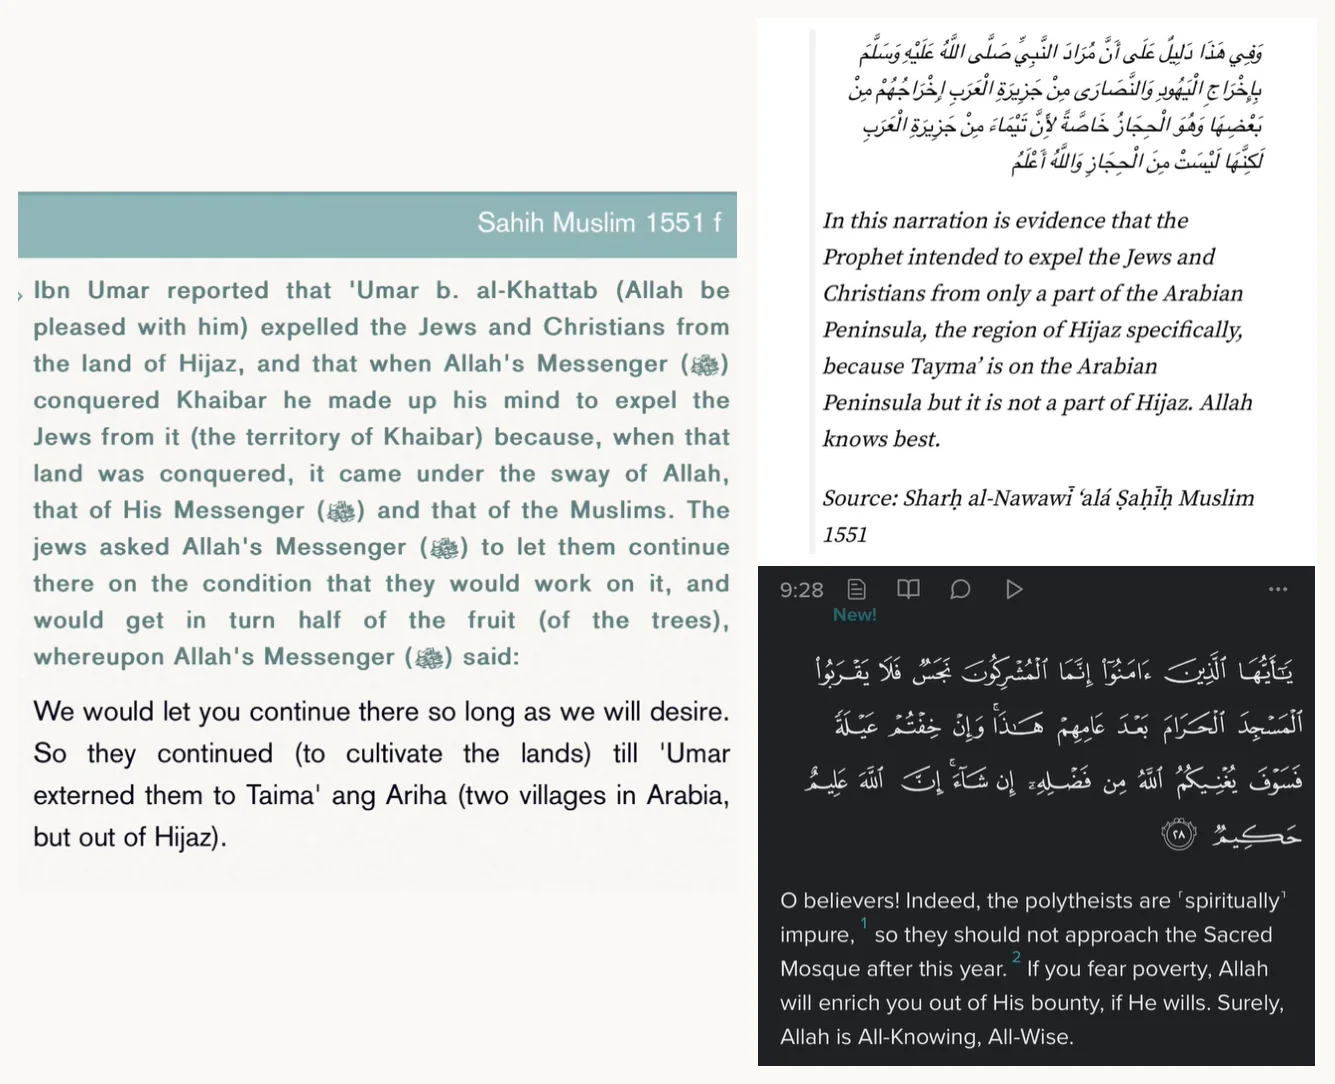 Sahih Muslim 1551 f
Ibn Umar reported that 'Umar b. al-Khattab (Allah be
pleased with him) expelled the Jews and Christians from
the land of Hijaz, and that when Allah's Messenger (ﷺ)
conquered Khaibar he made up his mind to expel the
Jews from it (the territory of Khaibar) because, when that
land was conquered, it came under the sway of Allah,
that of His Messenger (ﷺ) and that of the Muslims. The
jews asked Allah's Messenger (ﷺ) to let them continue
there on the condition that they would work on it, and
would get in turn half of the fruit (of the trees),
whereupon Allah's Messenger (ﷺ) said:
We would let you continue there so long as we will desire.
So they continued (to cultivate the lands) till 'Umar
externed them to Taima' ang Ariha (two villages in Arabia,
but out of Hijaz).
وَفِي هَذَا دَلِيلٌ عَلَى أَنَّ مُرَادَ النَّبِيِّ صَلَّى اللَّهُ عَلَيْهِ وَسَلَّمَ
بِإِخْرَاجِ الْيَهُودِ وَالنَّصَارَى مِنْ جَزِيرَةِ الْعَرَبِ إِخْرَاجُهُمْ مِنْ
بَعْضِهَا وَهُوَ الْحِجَازُ خَاصَّةً لِأَنَّ تَيْمَاءَ مِنْ جَزِيرَةِ الْعَرَبِ
لَكِنَّهَا لَيْسَتْ مِنَ الْحِجَازِ وَاللَّهُ أَعْلَمُ
In this narration is evidence that the
Prophet intended to expel the Jews and
Christians from only a part of the Arabian
Peninsula, the region of Hijaz specifically,
because Tayma’ is on the Arabian
Peninsula but it is not a part of Hijaz. Allah
knows best.
Source: Sharḥ al-Nawawī ‘alá Ṣaḥīḥ Muslim
1551
9:28
New!
يَـٰٓأَيُّهَا ٱلَّذِينَ ءَامَنُوٓا۟ إِنَّمَا ٱلْمُشْرِكُونَ نَجَسٌ فَلَا يَقْرَبُوا۟
ٱلْمَسْجِدَ ٱلْحَرَامَ بَعْدَ عَامِهِمْ هَـٰذَا ۚ وَإِنْ خِفْتُمْ عَيْلَةً
فَسَوْفَ يُغْنِيكُمُ ٱللَّهُ مِن فَضْلِهِۦٓ إِن شَآءَ ۚ إِنَّ ٱللَّهَ عَلِيمٌ
حَكِيمٌ ٢٨
O believers! Indeed, the polytheists are ˹spiritually˺
impure, 1 so they should not approach the Sacred
Mosque after this year. 2 If you fear poverty, Allah
will enrich you out of His bounty, if He wills. Surely,
Allah is All-Knowing, All-Wise.